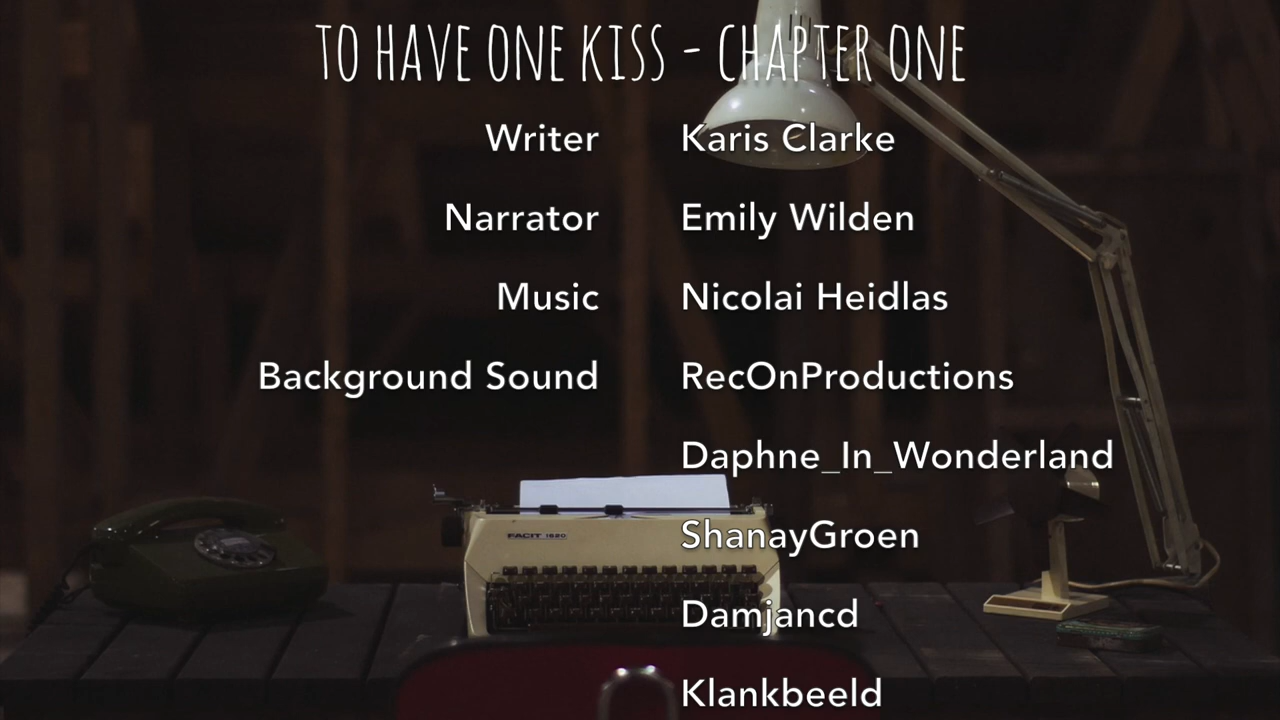 TO HAVE ONE KISS - CHAPTER ONE
Writer Karis Clarke
Narrator Emily Wilden
Music Nicolai Heidlas
Background Sound RecOnProductions
Daphne_In_Wonderland
FACIT 1620
ShanayGroen
Damjancd
Klankbeeld